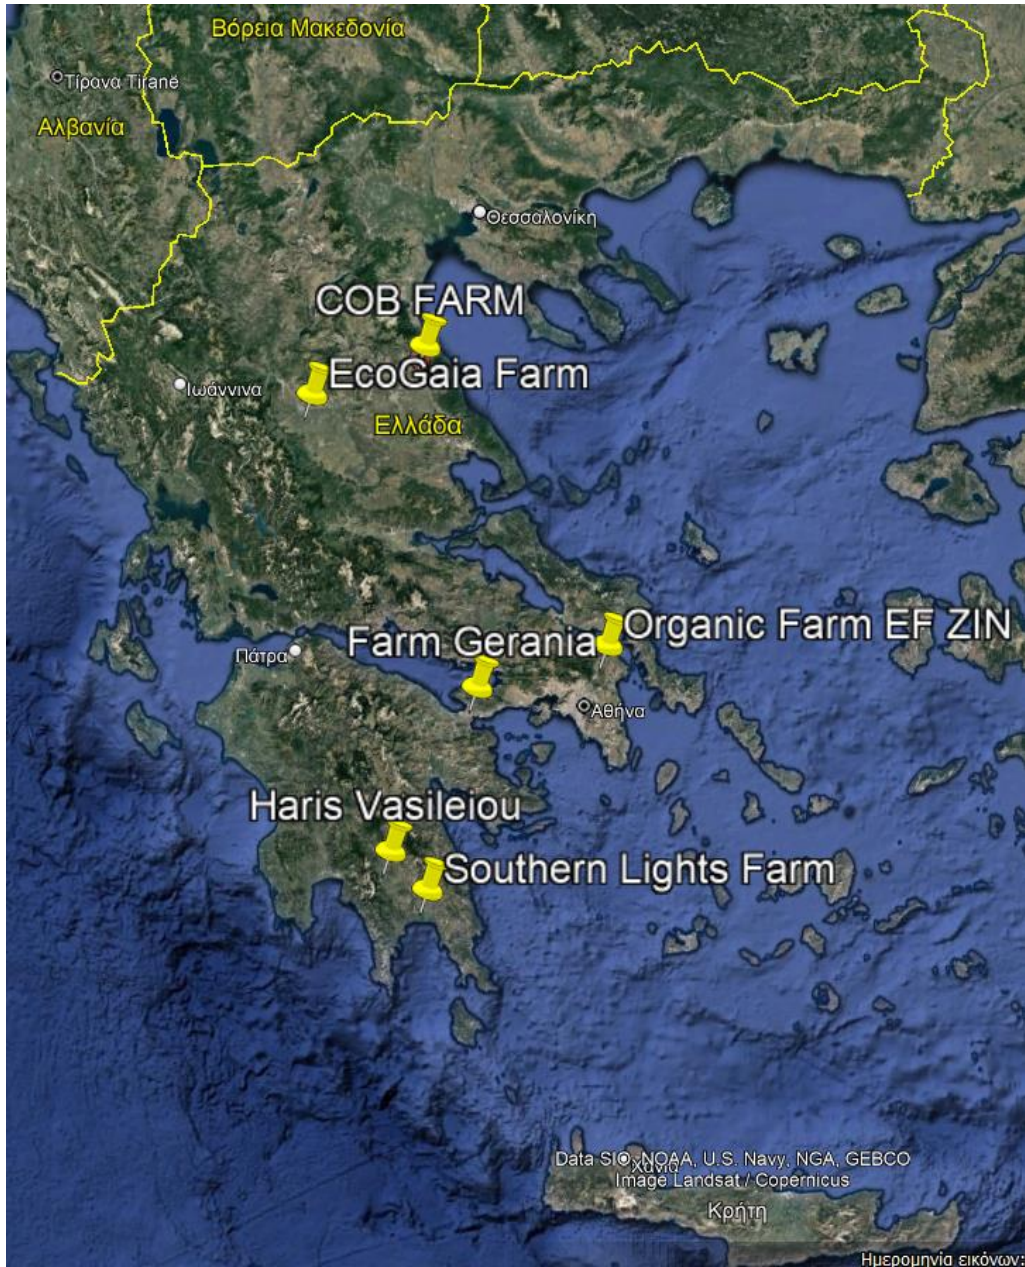 Βόρεια Μακεδονία
Τίρανα Tiranë
Αλβανία
Θεσσαλονίκη
COB FARM
EcoGaia Farm
Ιωάννινα
Ελλάδα
Organic Farm EF ZIN
Farm Gerania
Πάτρα
Αθήνα
Haris Vasileiou
Southern Lights Farm
Data SIO, NOAA, U.S. Navy, NGA, GEBCO
Χανιά
Image Landsat / Copernicus
Κρήτη
Ημερομηνία εικόνων: